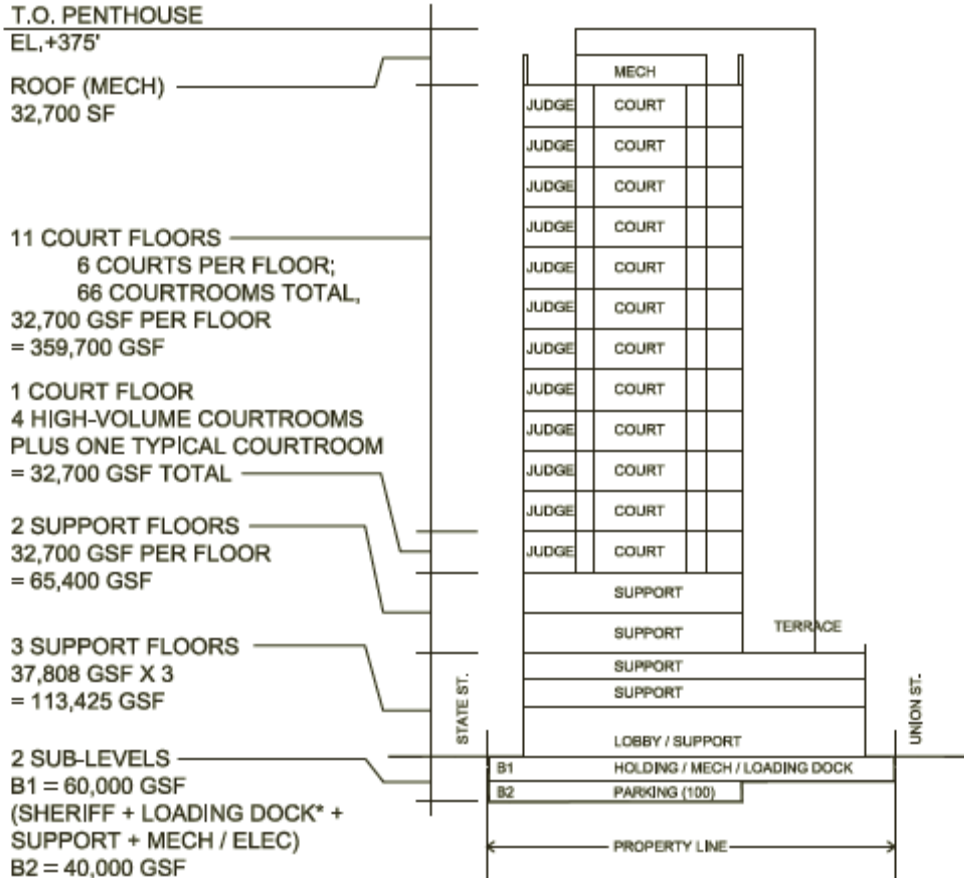 T.O. PENTHOUSE
EL.+375'
ROOF (MECH)
32,700 SF
11 COURT FLOORS
6 COURTS PER FLOOR;
66 COURTROOMS TOTAL,
32,700 GSF PER FLOOR
= 359,700 GSF
1 COURT FLOOR
4 HIGH-VOLUME COURTROOMS
PLUS ONE TYPICAL COURTROOM
= 32,700 GSF TOTAL
2 SUPPORT FLOORS
32,700 GSF PER FLOOR
= 65,400 GSF
3 SUPPORT FLOORS
37,808 GSF X 3
= 113,425 GSF
2 SUB-LEVELS
B1 = 60,000 GSF
(SHERIFF + LOADING DOCK* +
SUPPORT + MECH / ELEC)
B2 = 40,000 GSF
MECH
JUDGE COURT
JUDGE COURT
JUDGE COURT
JUDGE COURT
JUDGE COURT
JUDGE COURT
JUDGE COURT
JUDGE COURT
JUDGE COURT
JUDGE COURT
JUDGE COURT
JUDGE COURT
SUPPORT
SUPPORT
TERRACE
SUPPORT
SUPPORT
STATE ST.
UNION ST.
LOBBY / SUPPORT
B1 HOLDING / MECH / LOADING DOCK
B2 PARKING (100)
PROPERTY LINE